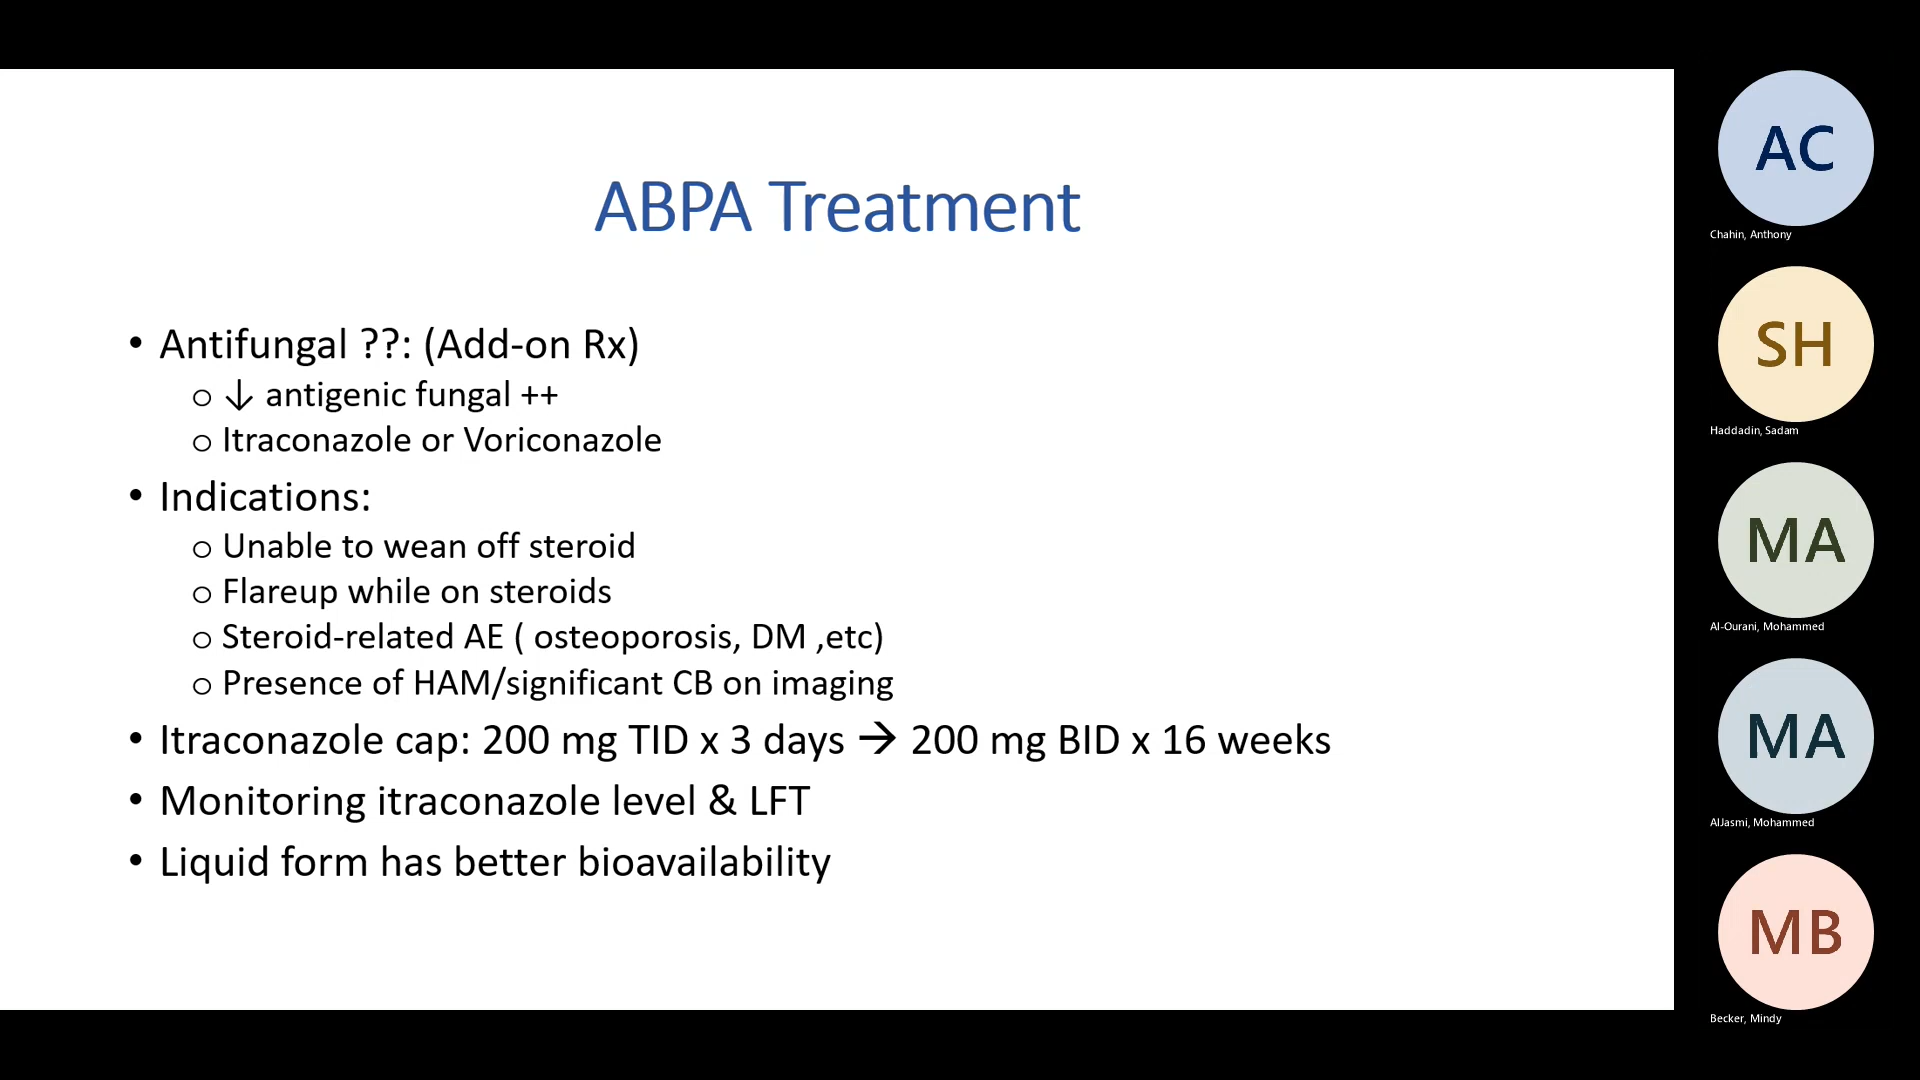 ABPA Treatment
• Antifungal ??: (Add-on Rx)
o ↓ antigenic fungal ++
o Itraconazole or Voriconazole
• Indications:
o Unable to wean off steroid
o Flareup while on steroids
o Steroid-related AE ( osteoporosis, DM ,etc)
o Presence of HAM/significant CB on imaging
• Itraconazole cap: 200 mg TID x 3 days → 200 mg BID x 16 weeks
• Monitoring itraconazole level & LFT
• Liquid form has better bioavailability
AC
Chahin, Anthony
SH
Haddadin, Sadam
MA
Al-Ourani, Mohammed
MA
AlJasmi, Mohammed
MB
Becker, Mindy